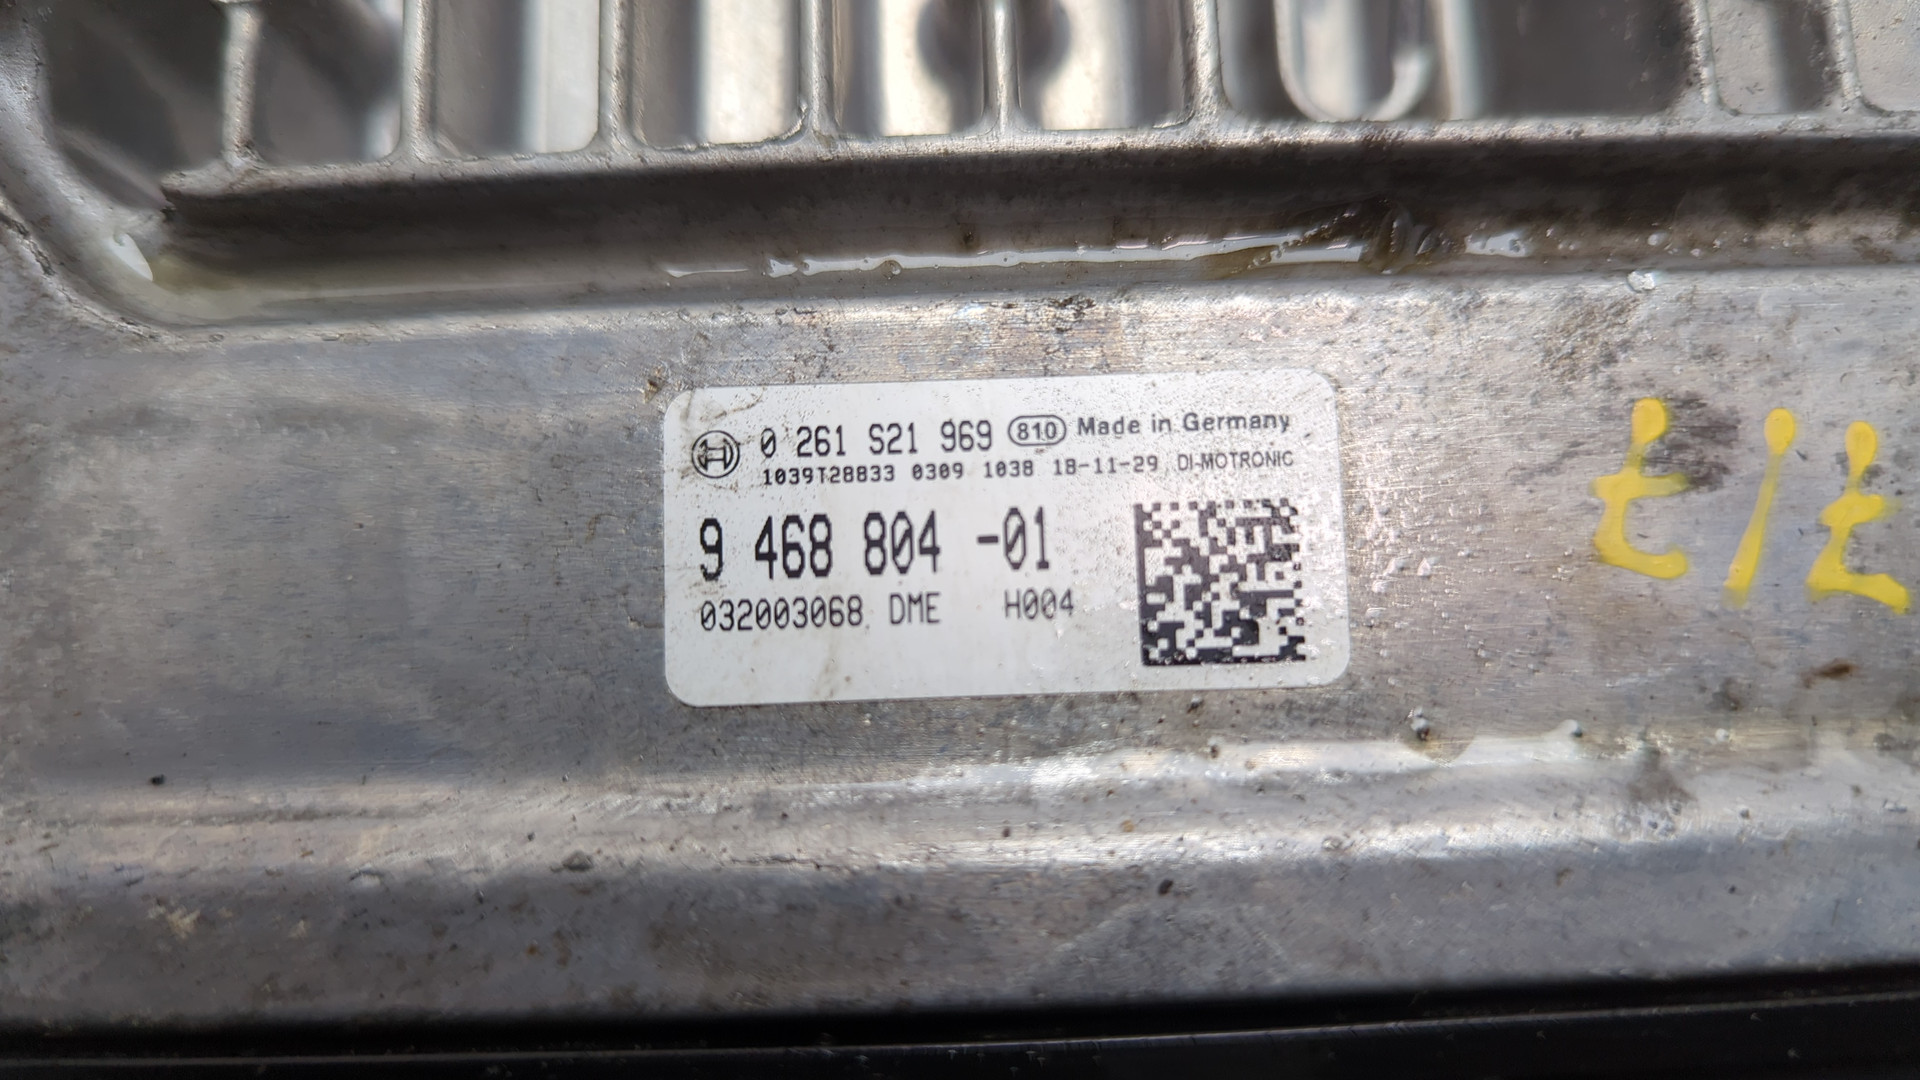 0 261 S21 969 810 Made in Germany
1039T28833 0309 1038 18-11-29 DI-MOTRONIC
9 468 804 -01
032003068 DME H004